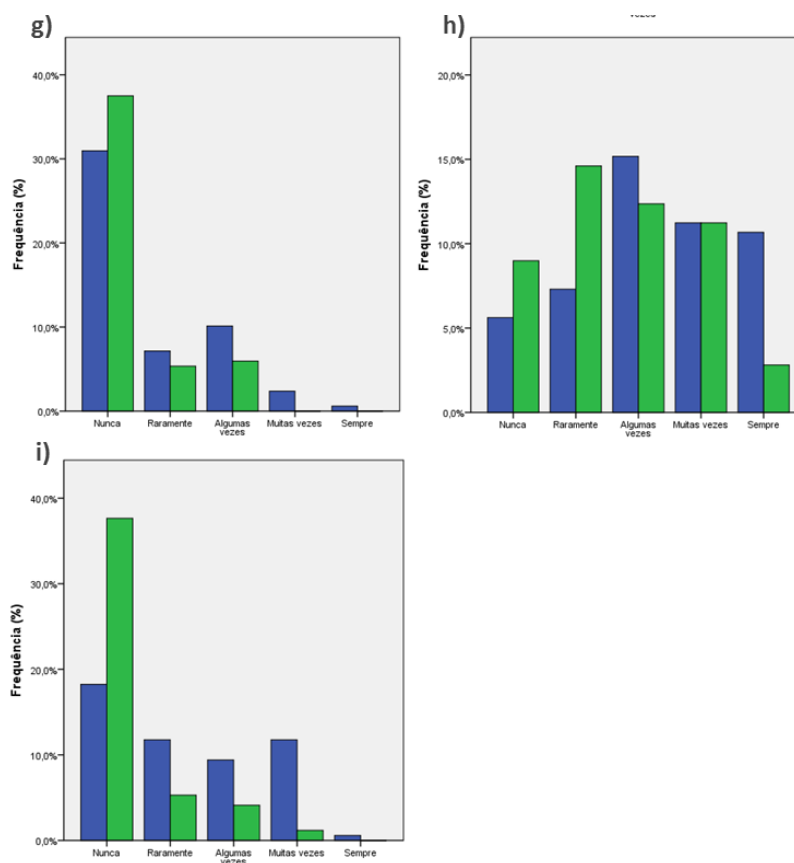 g)
40,0%
30,0%
20,0%
10,0%
0,0%
Frequência (%)
Nunca
Raramente
Algumas
vezes
Muitas vezes
Sempre
h)
20,0%
15,0%
10,0%
5,0%
0,0%
Frequência (%)
Nunca
Raramente
Algumas
vezes
Muitas vezes
Sempre
i)
40,0%
30,0%
20,0%
10,0%
0,0%
Frequência (%)
Nunca
Raramente
Algumas
vezes
Muitas vezes
Sempre